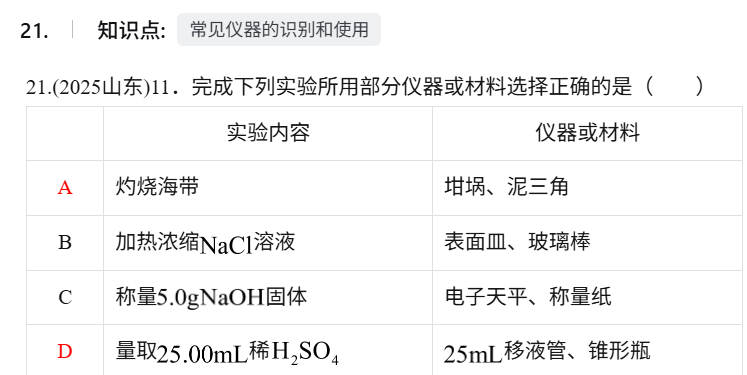 21. 知识点: 常见仪器的识别和使用
21.(2025山东)11．完成下列实验所用部分仪器或材料选择正确的是（　　）
实验内容 仪器或材料
A 灼烧海带 坩埚、泥三角
B 加热浓缩NaCl溶液 表面皿、玻璃棒
C 称量5.0gNaOH固体 电子天平、称量纸
D 量取25.00mL稀H₂SO₄ 25mL移液管、锥形瓶